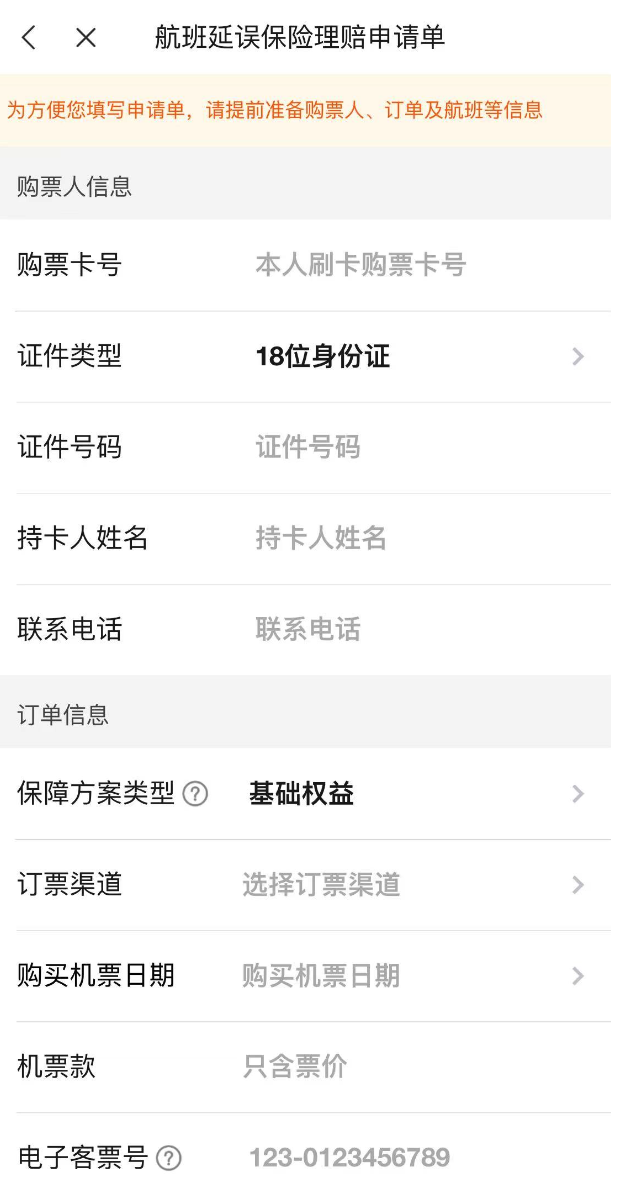 航班延误保险理赔申请单
为方便您填写申请单，请提前准备购票人、订单及航班等信息
购票人信息
购票卡号 本人刷卡购票卡号
证件类型 18位身份证
证件号码 证件号码
持卡人姓名 持卡人姓名
联系电话 联系电话
订单信息
保障方案类型 ? 基础权益
订票渠道 选择订票渠道
购买机票日期 购买机票日期
机票款 只含票价
电子客票号 ? 123-0123456789